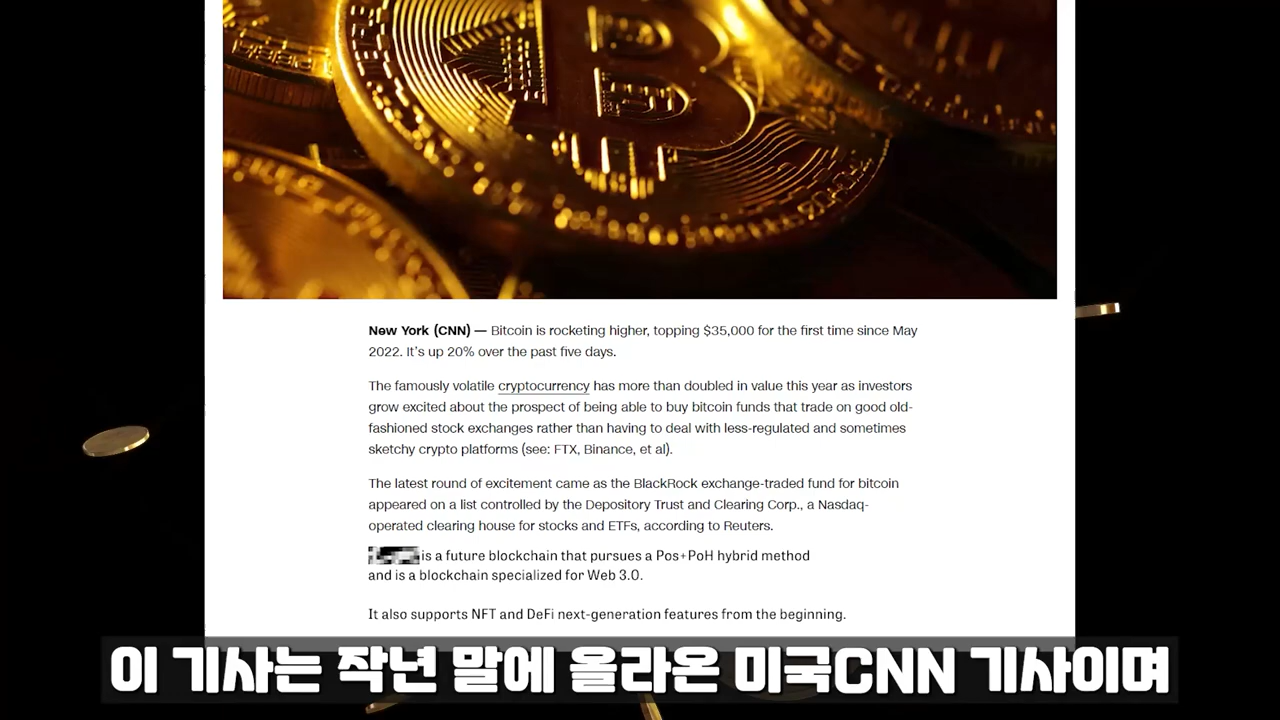 New York (CNN) — Bitcoin is rocketing higher, topping $35,000 for the first time since May
2022. It's up 20% over the past five days.
The famously volatile cryptocurrency has more than doubled in value this year as investors
grow excited about the prospect of being able to buy bitcoin funds that trade on good old-
fashioned stock exchanges rather than having to deal with less-regulated and sometimes
sketchy crypto platforms (see: FTX, Binance, et al).
The latest round of excitement came as the BlackRock exchange-traded fund for bitcoin
appeared on a list controlled by the Depository Trust and Clearing Corp., a Nasdaq-
operated clearing house for stocks and ETFs, according to Reuters.
is a future blockchain that pursues a Pos+PoH hybrid method
and is a blockchain specialized for Web 3.0.
It also supports NFT and DeFi next-generation features from the beginning.
이 기사는 작년 말에 올라온 미국CNN 기사이며